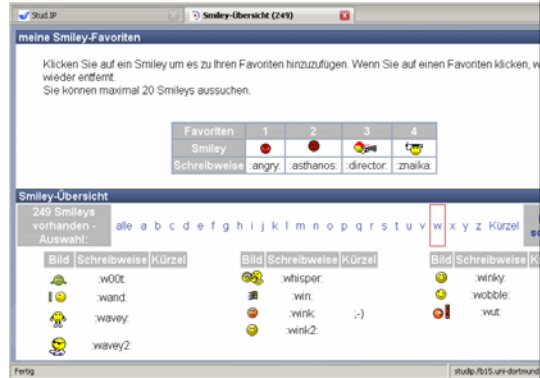 Stud.IP
Smiley-Übersicht (249)
meine Smiley-Favoriten
Klicken Sie auf ein Smiley um es zu Ihren Favoriten hinzuzufügen. Wenn Sie auf einen Favoriten klicken, w
wieder entfernt.
Sie können maximal 20 Smileys aussuchen.
Favoriten 1 2 3 4
Smiley
Schreibweise :angry: :asthanos: :director: :znaika:
Smiley-Übersicht
249 Smileys
vorhanden -
Auswahl:
alle a b c d e f g h i j k l m n o p q r s t u v w x y z Kürzel
Bild Schreibweise Kürzel Bild Schreibweise Kürzel Bild Schreibweise
:w00t: :whisper: :winky:
:wand: :win: :wobble:
:wavey: :wink: ;-) :wut:
:wink2:
:wavey2:
Fertig studip.fb15.uni-dortmund